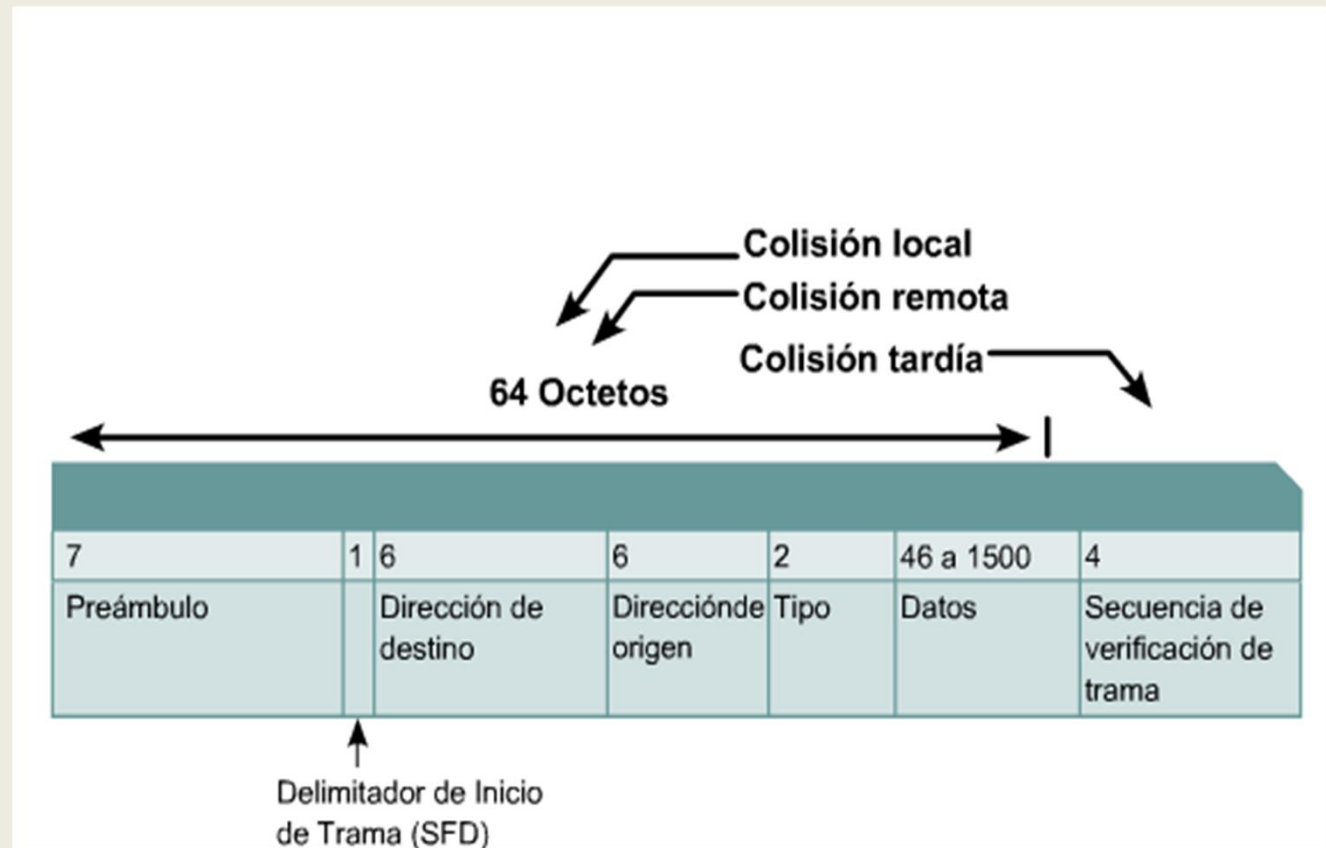 Colisión local
Colisión remota
Colisión tardía
64 Octetos
7 1 6 6 2 46 a 1500 4
Preámbulo Dirección de Direcciónde Tipo Datos Secuencia de
destino origen verificación de
trama
Delimitador de Inicio
de Trama (SFD)